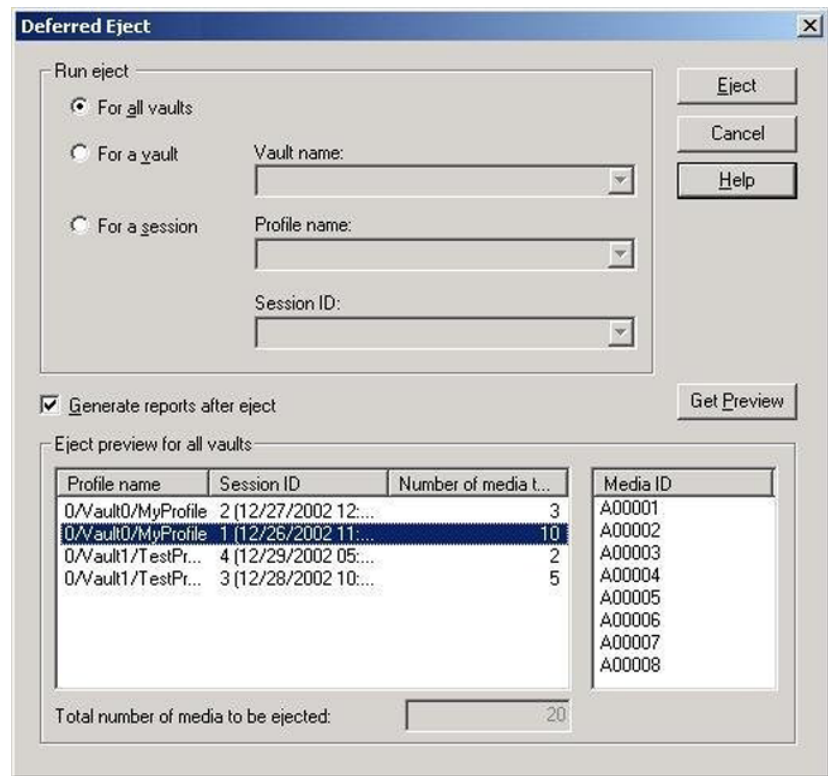 Deferred Eject
Run eject
For all vaults
For a vault
Vault name:
For a session
Profile name:
Session ID:
Eject
Cancel
Help
Generate reports after eject
Get Preview
Eject preview for all vaults
Profile name Session ID Number of media t... Media ID
0/Vault0/MyProfile 2 (12/27/2002 12:... 3
0/Vault0/MyProfile 1 (12/26/2002 11:... 10
0/Vault1/TestPr... 4 (12/29/2002 05:... 2
0/Vault1/TestPr... 3 (12/28/2002 10:... 5
A00001
A00002
A00003
A00004
A00005
A00006
A00007
A00008
Total number of media to be ejected: 20